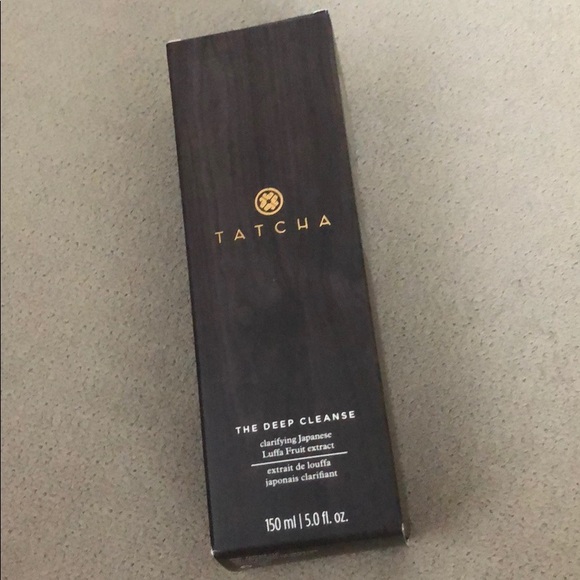 TATCHA
THE DEEP CLEANSE
clarifying Japanese
Luffa Fruit extract
extrait de louffa
japonais clarifiant
150 ml | 5.0 fl. oz.